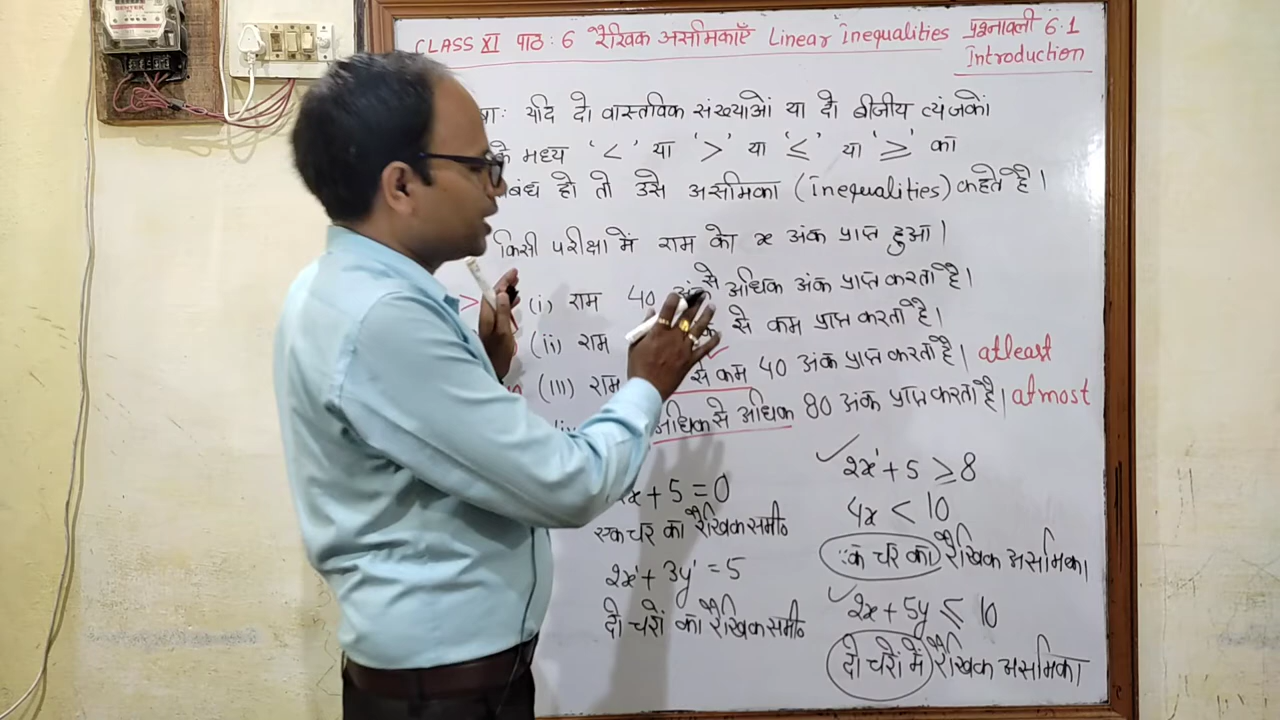 CLASS XI पाठ: 6 रैखिक असमिकाएँ Linear Inequalities प्रश्नावली 6.1
Introduction
यदि दो वास्तविक संख्याओं या दो बीजीय व्यंजकों
के मध्य '<' या '>' या '≤' या '≥' का
हो तो उसे असमिका (inequalities) कहते है।
किसी परीक्षा में राम को x अंक प्राप्त हुआ।
> (i) राम 40 से अधिक अंक प्राप्त करता है।
(ii) राम से कम प्राप्त करता है।
(iii) राम से कम 40 अंक प्राप्त करता है। atleast
अधिक से अधिक 80 अंक प्राप्त करता है। atmost
x + 5 = 0
एक चर का रैखिक समी०
2x + 3y = 5
दो चरों का रैखिक समी०
2x + 5 ≥ 8
4x < 10
क चर का रैखिक असमिका
2x + 5y ≤ 10
दो चरों में रैखिक असमिका